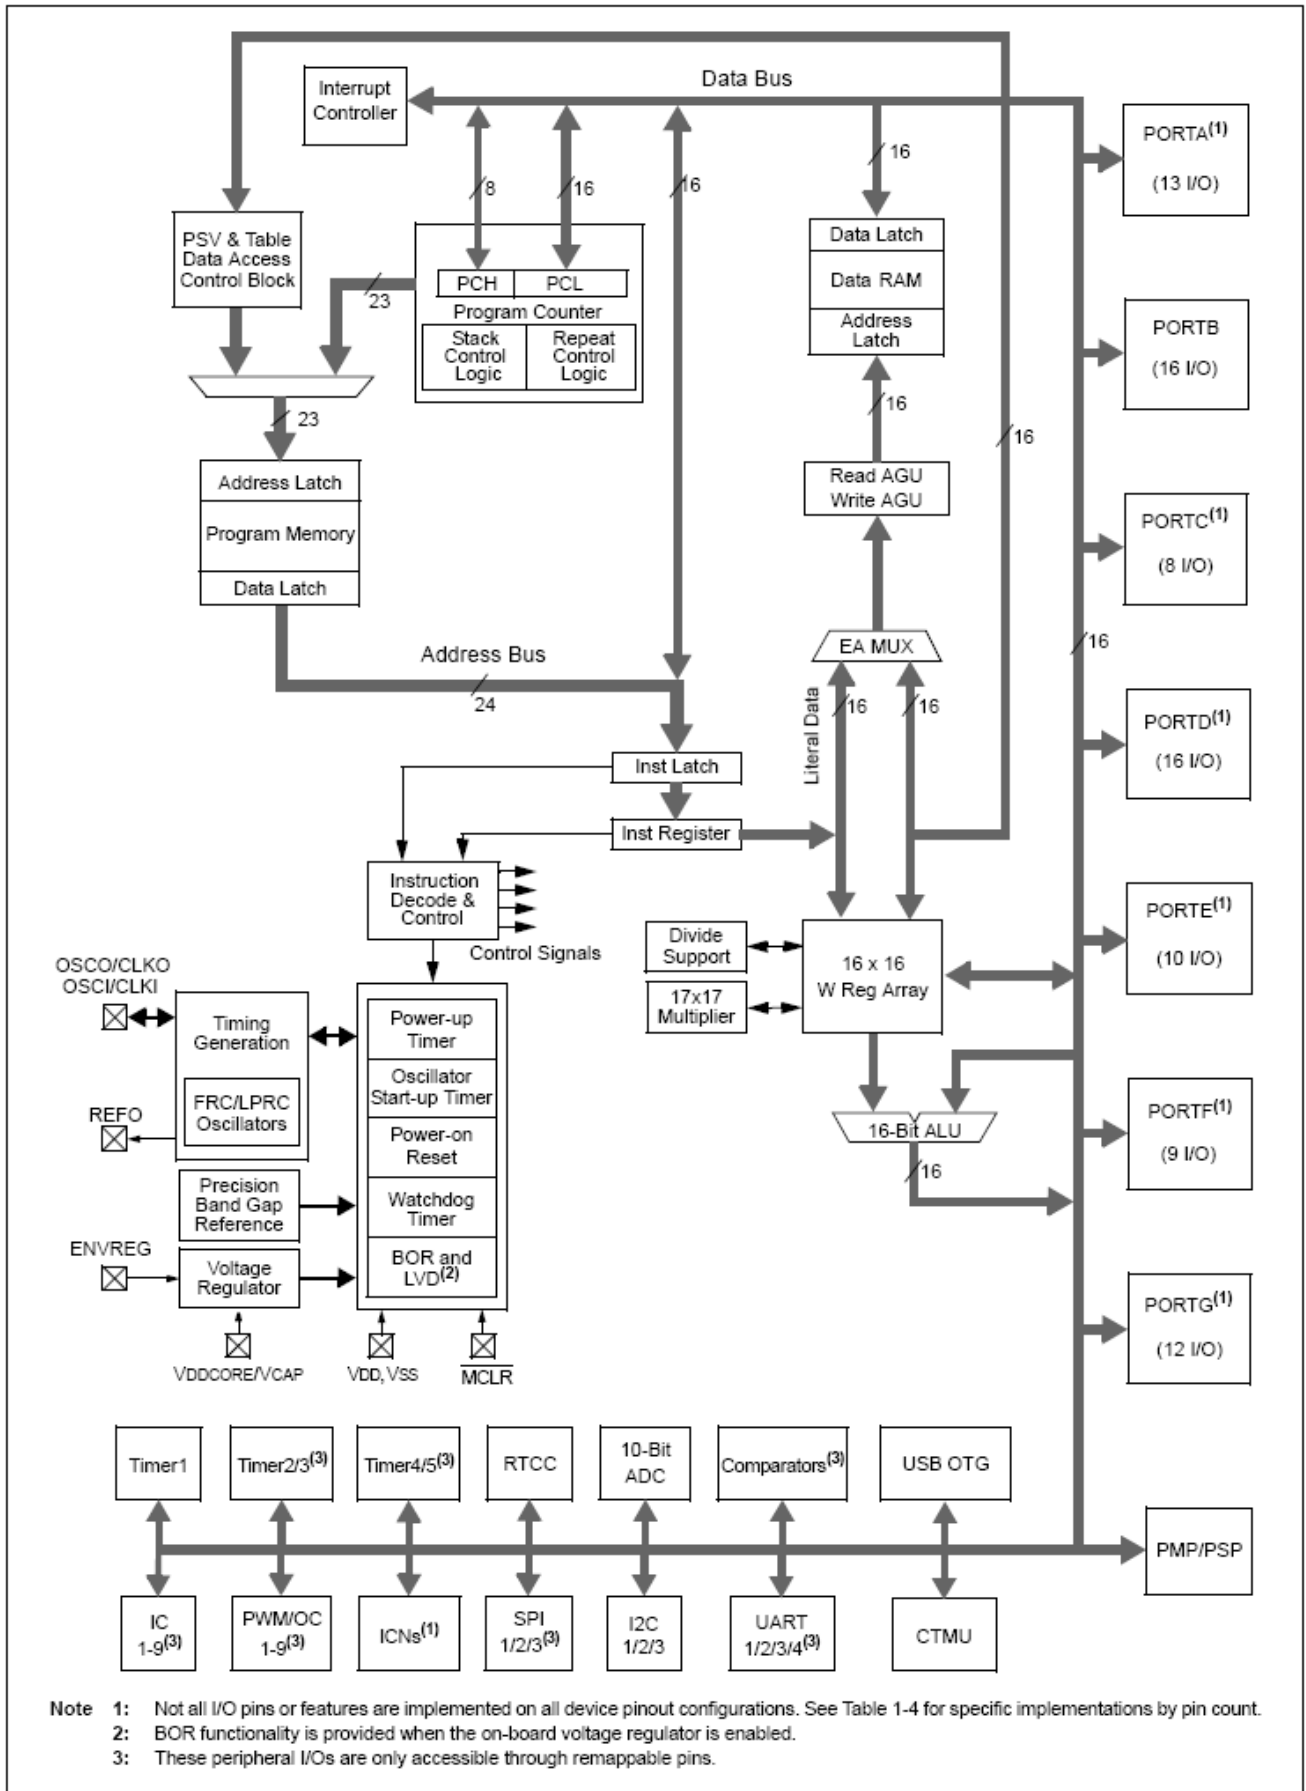 Data Bus
Interrupt
Controller
8
16
16
16
PORTA(1)
(13 I/O)
PSV & Table
Data Access
Control Block
23
PCH
PCL
Program Counter
Stack
Control
Logic
Repeat
Control
Logic
Data Latch
Data RAM
Address
Latch
PORTB
(16 I/O)
23
16
16
Address Latch
Program Memory
Data Latch
Read AGU
Write AGU
PORTC(1)
(8 I/O)
Address Bus
24
EA MUX
16
Literal Data
16
16
PORTD(1)
(16 I/O)
Inst Latch
Inst Register
Instruction
Decode &
Control
Control Signals
Divide
Support
17x17
Multiplier
16 x 16
W Reg Array
PORTE(1)
(10 I/O)
OSCO/CLKO
OSCI/CLKI
Timing
Generation
FRC/LPRC
Oscillators
REFO
Power-up
Timer
Oscillator
Start-up Timer
Power-on
Reset
Watchdog
Timer
BOR and
LVD(2)
16-Bit ALU
16
PORTF(1)
(9 I/O)
Precision
Band Gap
Reference
ENVREG
Voltage
Regulator
VDDCORE/VCAP
VDD, VSS
MCLR
PORTG(1)
(12 I/O)
Timer1
Timer2/3(3)
Timer4/5(3)
RTCC
10-Bit
ADC
Comparators(3)
USB OTG
PMP/PSP
IC
1-9(3)
PWM/OC
1-9(3)
ICNs(1)
SPI
1/2/3(3)
I2C
1/2/3
UART
1/2/3/4(3)
CTMU
Note 1: Not all I/O pins or features are implemented on all device pinout configurations. See Table 1-4 for specific implementations by pin count.
2: BOR functionality is provided when the on-board voltage regulator is enabled.
3: These peripheral I/Os are only accessible through remappable pins.